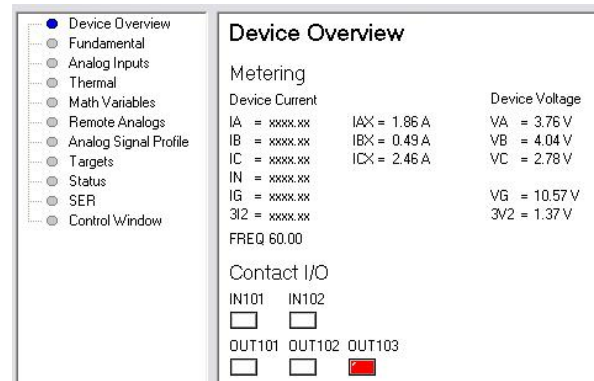 Device Overview
Fundamental
Analog Inputs
Thermal
Math Variables
Remote Analogs
Analog Signal Profile
Targets
Status
SER
Control Window
Device Overview
Metering
Device Current Device Voltage
IA = xxxx.xx IAX = 1.86 A VA = 3.76 V
IB = xxxx.xx IBX = 0.49 A VB = 4.04 V
IC = xxxx.xx ICX = 2.46 A VC = 2.78 V
IN = xxxx.xx
IG = xxxx.xx VG = 10.57 V
3I2 = xxxx.xx 3V2 = 1.37 V
FREQ 60.00
Contact I/O
IN101 IN102
OUT101 OUT102 OUT103